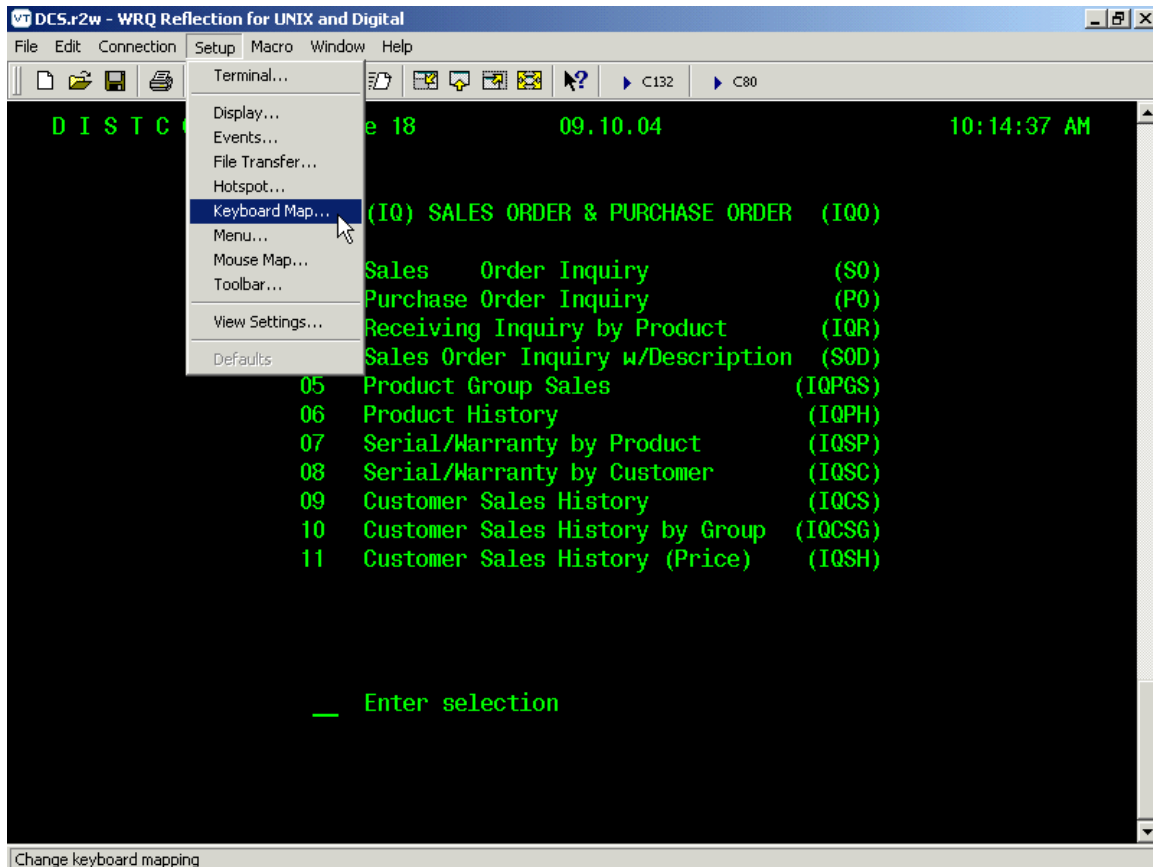 DCS.r2w - WRQ Reflection for UNIX and Digital
File Edit Connection Setup Macro Window Help
C132 C80
Terminal...
Display...
Events...
File Transfer...
Hotspot...
Keyboard Map...
Menu...
Mouse Map...
Toolbar...
View Settings...
Defaults
D I S T C e 18 09.10.04 10:14:37 AM
(IQ) SALES ORDER & PURCHASE ORDER (IQO)
Sales Order Inquiry (SO)
Purchase Order Inquiry (PO)
Receiving Inquiry by Product (IQR)
Sales Order Inquiry w/Description (SOD)
05 Product Group Sales (IQPGS)
06 Product History (IQPH)
07 Serial/Warranty by Product (IQSP)
08 Serial/Warranty by Customer (IQSC)
09 Customer Sales History (IQCS)
10 Customer Sales History by Group (IQCSG)
11 Customer Sales History (Price) (IQSH)
__ Enter selection
Change keyboard mapping